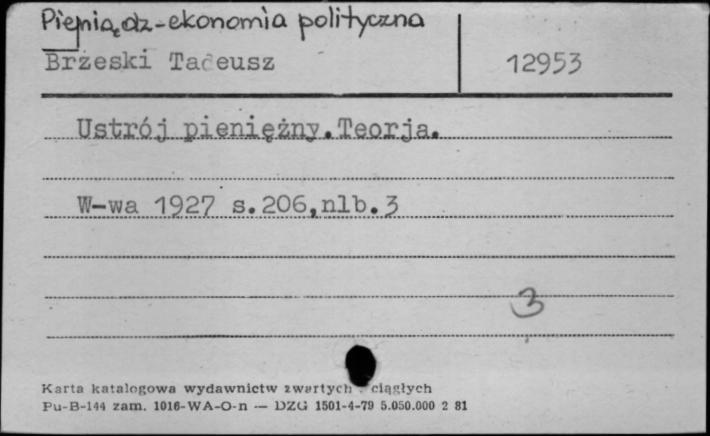 Pieniądz-ekonomia polityczna
Brzeski Tadeusz 12953
Ustrój pieniężny.Teorja.
W-wa 1927 s.206,nlb.3
3
Karta katalogowa wydawnictw zwartych ciągłych
Pu-B-144 zam. 1016-WA-O-n — DZG 1501-4-79 5.050.000 2 81